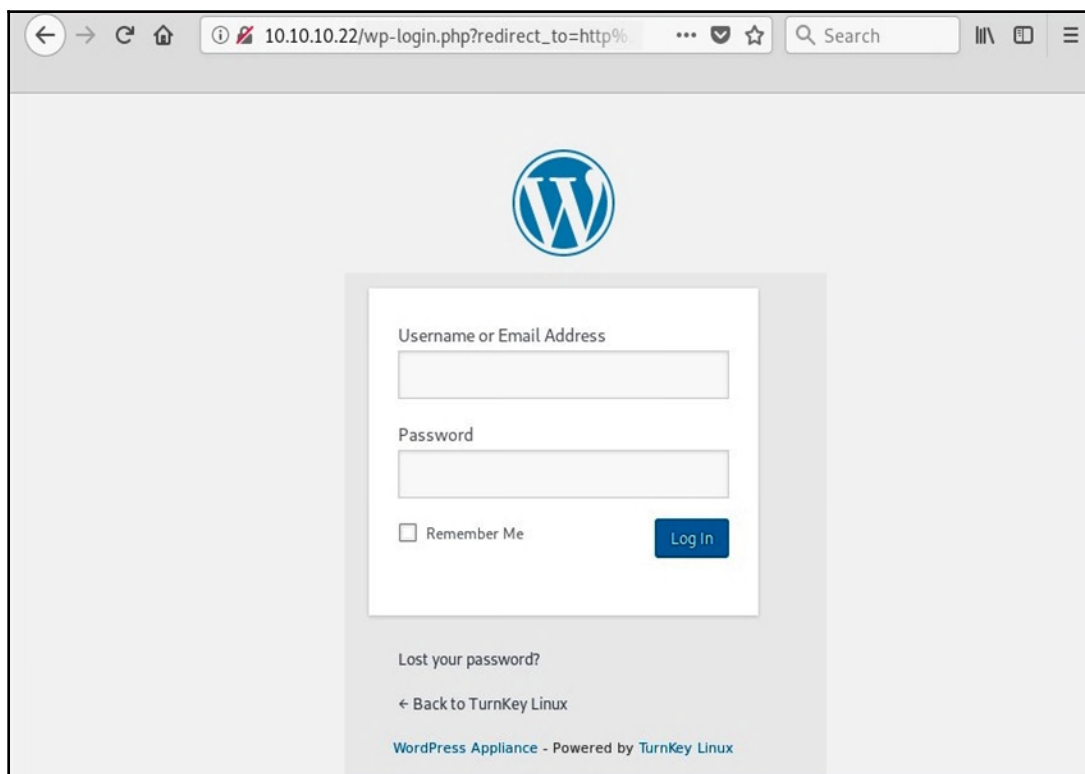 10.10.10.22/wp-login.php?redirect_to=http%
Search
W
Username or Email Address
Password
Remember Me
Log In
Lost your password?
← Back to TurnKey Linux
WordPress Appliance - Powered by TurnKey Linux